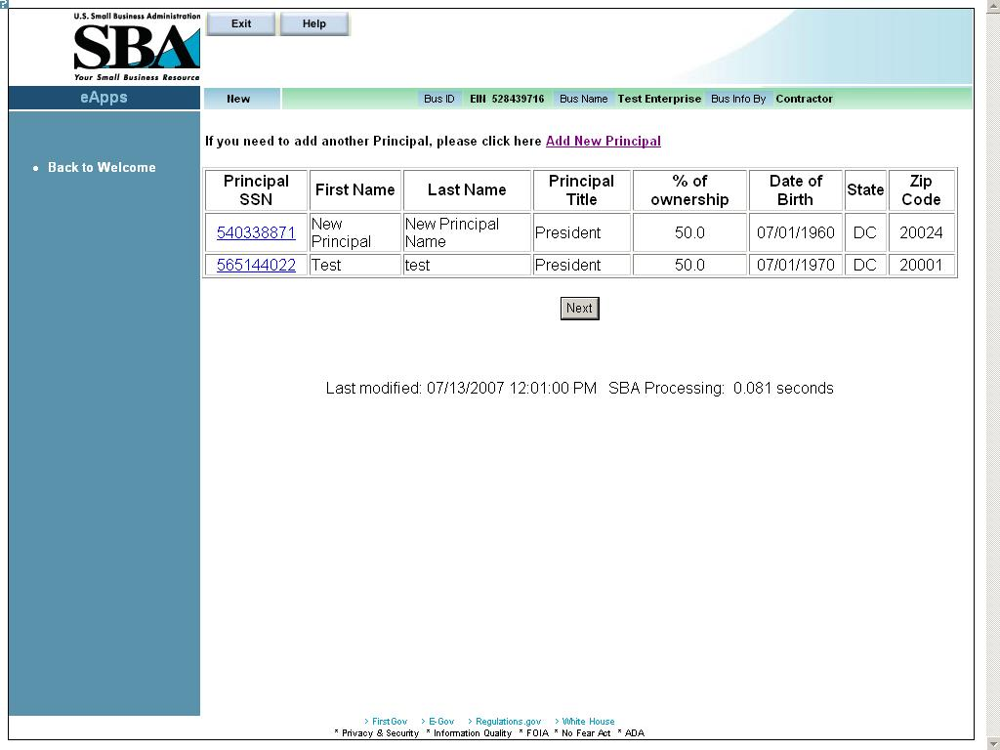 U.S. Small Business Administration
SBA
Your Small Business Resource
Exit Help
eApps
New Bus ID EIN 528439716 Bus Name Test Enterprise Bus Info By Contractor
Back to Welcome
If you need to add another Principal, please click here Add New Principal
Principal SSN First Name Last Name Principal Title % of ownership Date of Birth State Zip Code
540338871 New Principal New Principal Name President 50.0 07/01/1960 DC 20024
565144022 Test test President 50.0 07/01/1970 DC 20001
Next
Last modified: 07/13/2007 12:01:00 PM SBA Processing: 0.081 seconds
> FirstGov > E-Gov > Regulations.gov > White House
* Privacy & Security * Information Quality * FOIA * No Fear Act * ADA